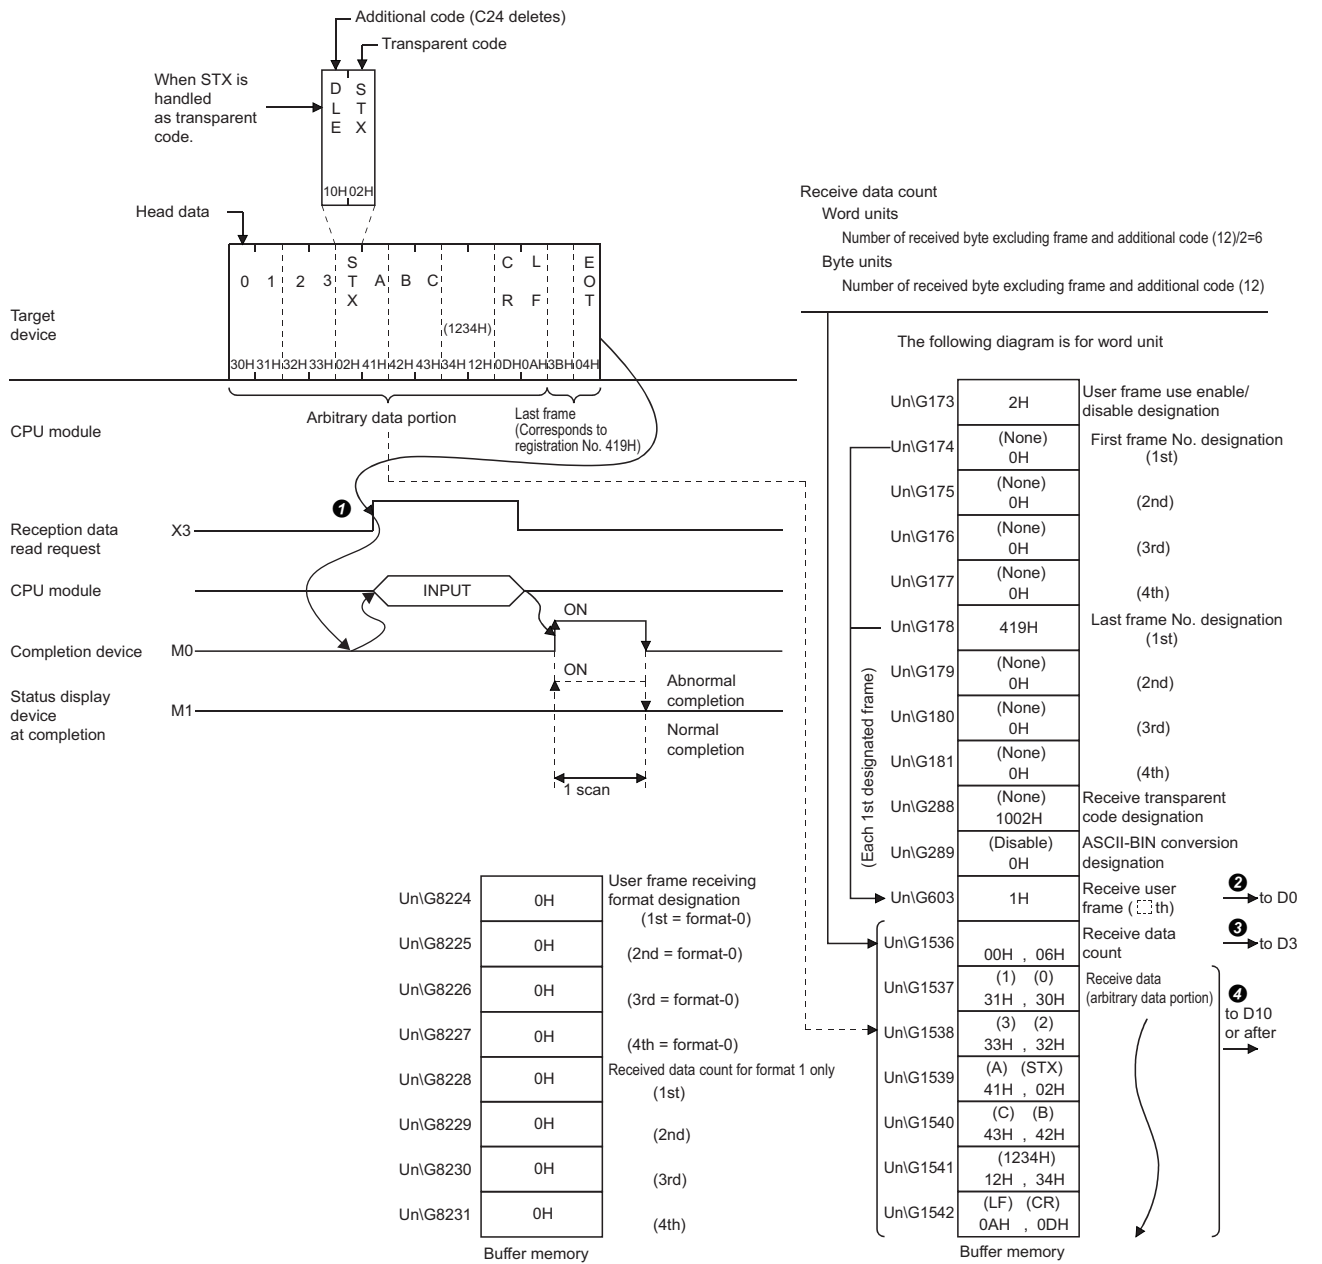 Additional code (C24 deletes)
Transparent code
When STX is
handled
as transparent
code.
D S
L T
E X
10H 02H
Head data
Receive data count
Word units
Number of received byte excluding frame and additional code (12)/2=6
Byte units
Number of received byte excluding frame and additional code (12)
Target
device
S C L E
0 1 2 3 T A B C O
X R F T
(1234H)
30H 31H 32H 33H 02H 41H 42H 43H 34H 12H 0DH 0AH 3BH 04H
The following diagram is for word unit
CPU module
Arbitrary data portion
Last frame
(Corresponds to
registration No. 419H)
1
Reception data
read request
X3
CPU module
INPUT
ON
Completion device
M0
ON
Abnormal
completion
Status display
device
at completion
M1
Normal
completion
1 scan
Un\G173
2H
User frame use enable/
disable designation
Un\G174
(None)
0H
First frame No. designation
(1st)
Un\G175
(None)
0H
(2nd)
Un\G176
(None)
0H
(3rd)
Un\G177
(None)
0H
(4th)
Un\G178
419H
Last frame No. designation
(1st)
Un\G179
(None)
0H
(2nd)
Un\G180
(None)
0H
(3rd)
Un\G181
(None)
0H
(4th)
(Each 1st designated frame)
Un\G288
(None)
1002H
Receive transparent
code designation
Un\G289
(Disable)
0H
ASCII-BIN conversion
designation
Un\G603
1H
Receive user
frame ( th)
2
to D0
Un\G1536
00H , 06H
Receive data
count
3
to D3
Un\G1537
(1) (0)
31H , 30H
Receive data
(arbitrary data portion)
4
to D10
or after
Un\G1538
(3) (2)
33H , 32H
Un\G1539
(A) (STX)
41H , 02H
Un\G1540
(C) (B)
43H , 42H
Un\G1541
(1234H)
12H , 34H
Un\G1542
(LF) (CR)
0AH , 0DH
Buffer memory
Un\G8224
0H
User frame receiving
format designation
(1st = format-0)
Un\G8225
0H
(2nd = format-0)
Un\G8226
0H
(3rd = format-0)
Un\G8227
0H
(4th = format-0)
Un\G8228
0H
Received data count for format 1 only
(1st)
Un\G8229
0H
(2nd)
Un\G8230
0H
(3rd)
Un\G8231
0H
(4th)
Buffer memory